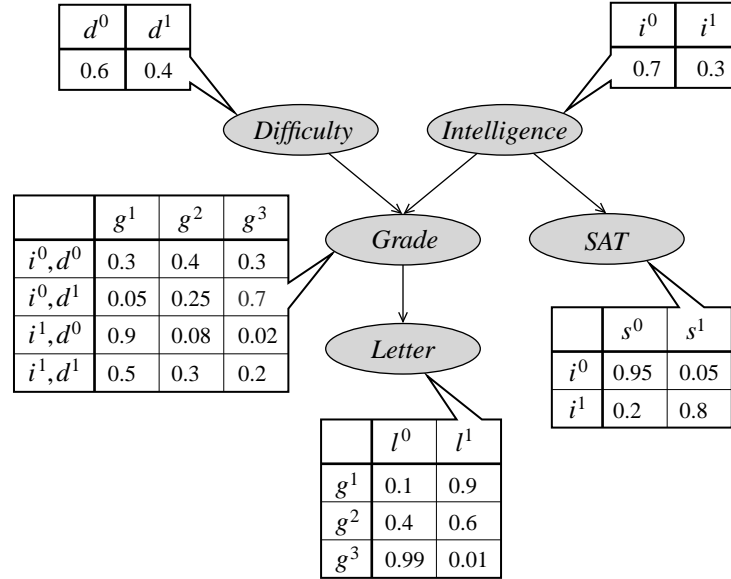 d⁰ d¹
0.6 0.4
i⁰ i¹
0.7 0.3
Difficulty
Intelligence
g¹ g² g³
i⁰,d⁰ 0.3 0.4 0.3
i⁰,d¹ 0.05 0.25 0.7
i¹,d⁰ 0.9 0.08 0.02
i¹,d¹ 0.5 0.3 0.2
Grade
SAT
Letter
s⁰ s¹
i⁰ 0.95 0.05
i¹ 0.2 0.8
l⁰ l¹
g¹ 0.1 0.9
g² 0.4 0.6
g³ 0.99 0.01